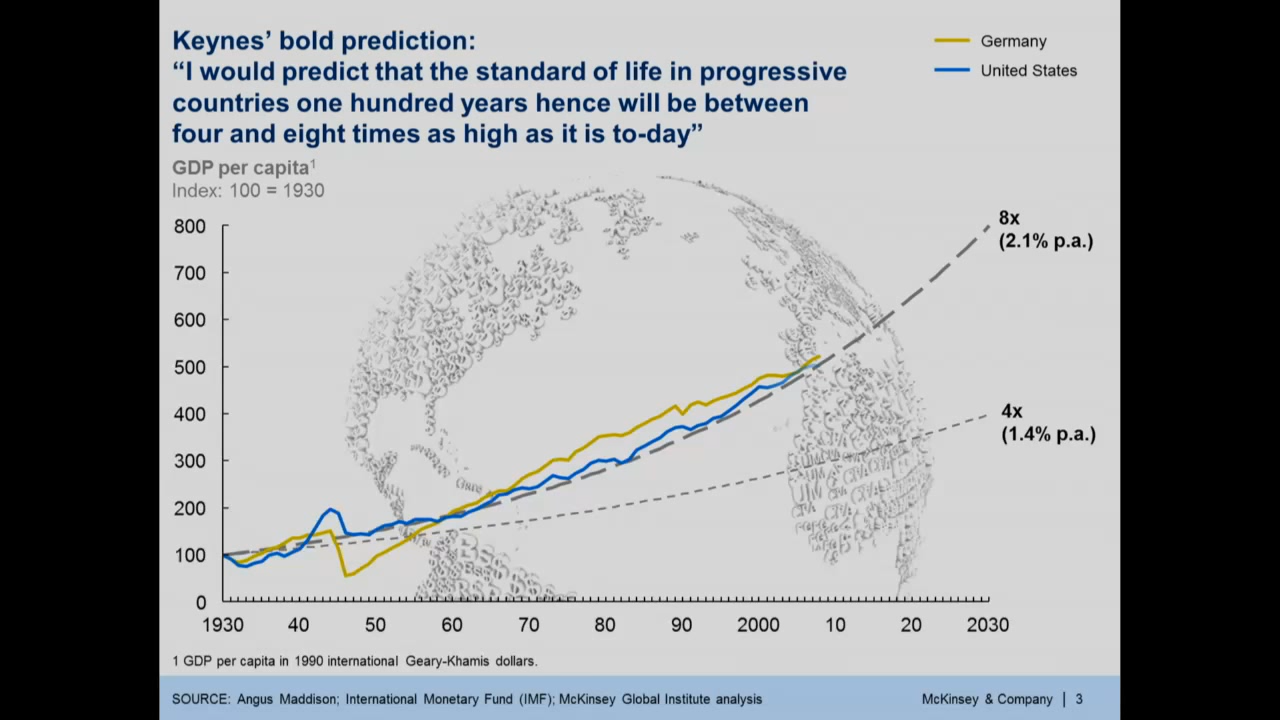 Keynes' bold prediction:
“I would predict that the standard of life in progressive
countries one hundred years hence will be between
four and eight times as high as it is to-day”
Germany
United States
GDP per capita1
Index: 100 = 1930
800
700
600
500
400
300
200
100
0
8x
(2.1% p.a.)
4x
(1.4% p.a.)
1930 40 50 60 70 80 90 2000 10 20 2030
1 GDP per capita in 1990 international Geary-Khamis dollars.
SOURCE: Angus Maddison; International Monetary Fund (IMF); McKinsey Global Institute analysis
McKinsey & Company | 3